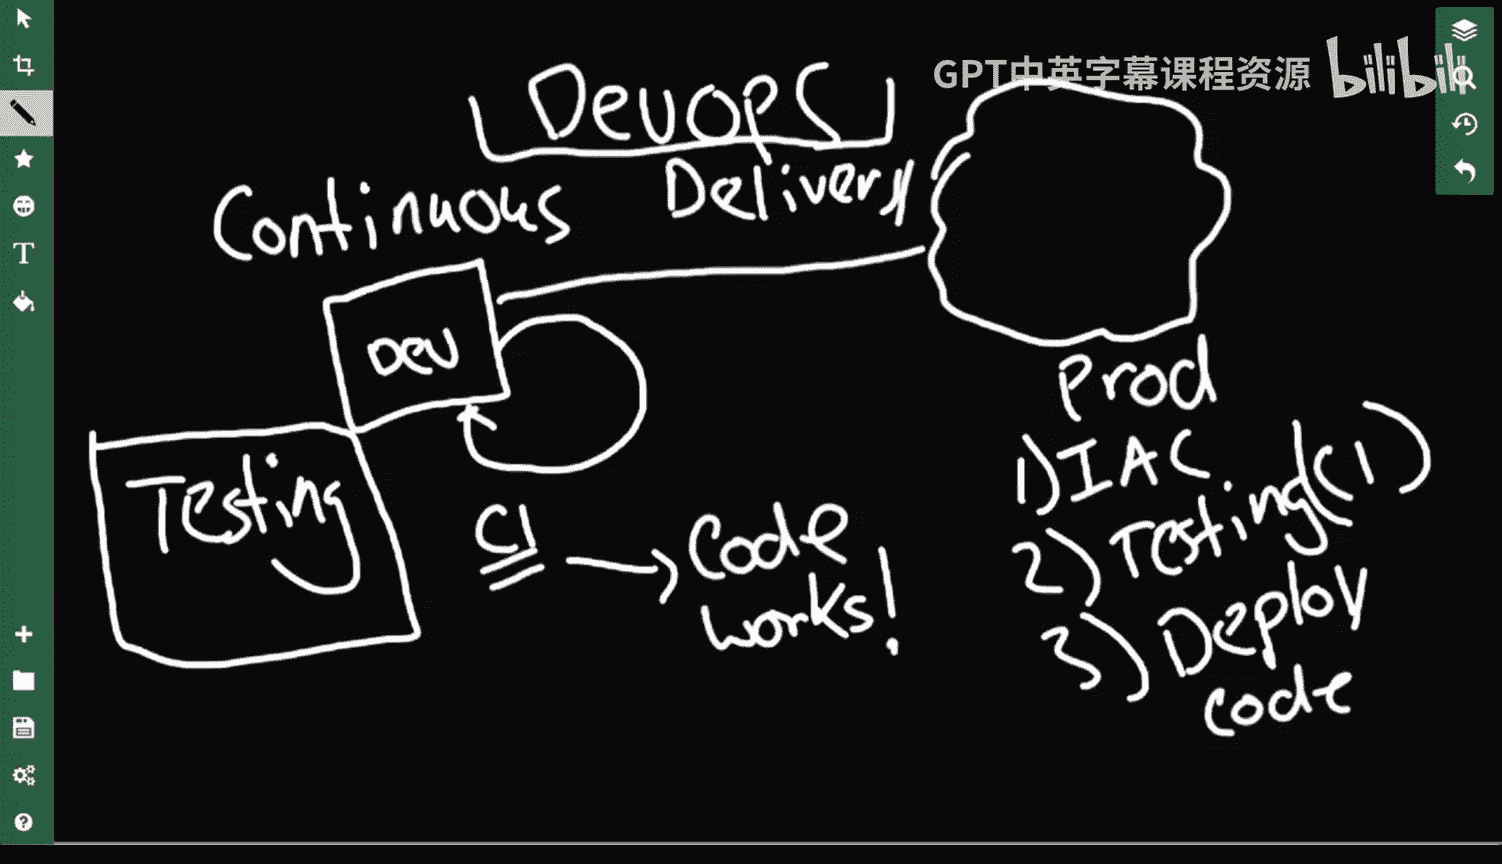 GPT中英字幕课程资源 bilibili
DevOPS
Continuous Delivery
Dev
Prod
Testing
CI
Code
works!
1) IAC
2) Testing(1)
3) Deploy
code
T
?